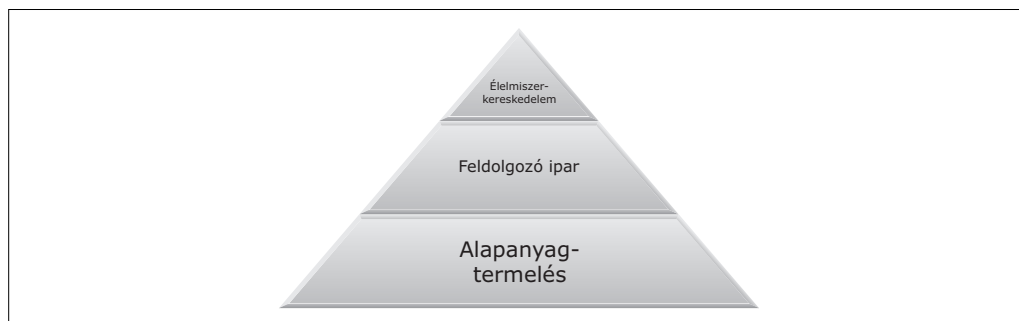 Élelmiszer-
kereskedelem
Feldolgozó ipar
Alapanyag-
termelés